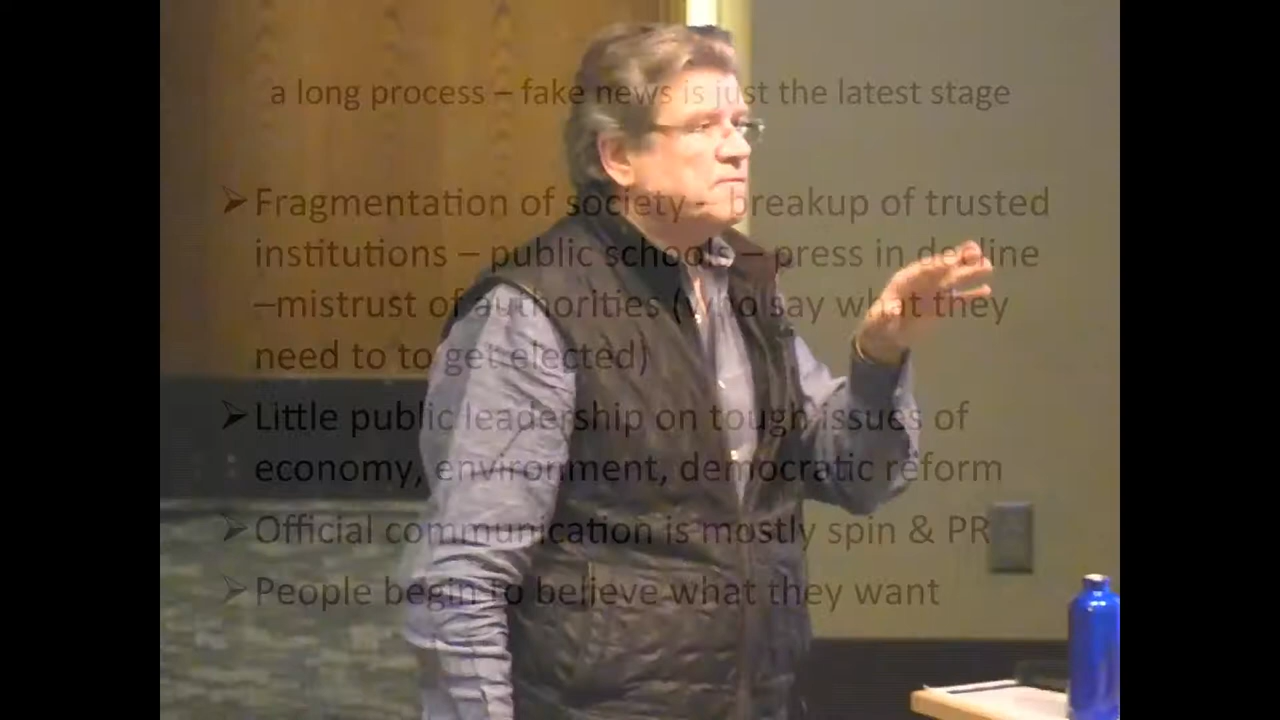 a long process – fake news is just the latest stage
➢ Fragmentation of society – breakup of trusted
institutions – public schools – press in decline
–mistrust of authorities (who say what they
need to to get elected)
➢ Little public leadership on tough issues of
economy, environment, democratic reform
➢ Official communication is mostly spin & PR
➢ People begin to believe what they want